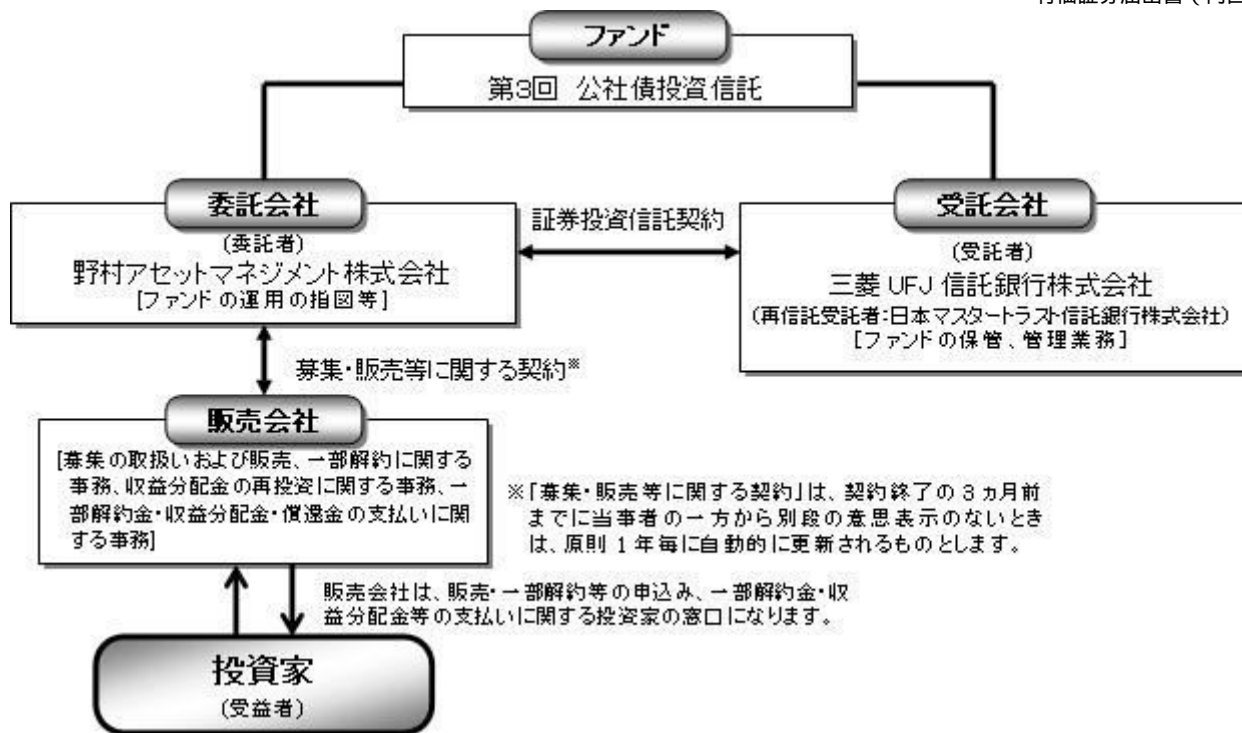 ファンド
第3回 公社債投資信託
委託会社
(委託者)
野村アセットマネジメント株式会社
[ファンドの運用の指図等]
証券投資信託契約
受託会社
(受託者)
三菱 UFJ 信託銀行株式会社
(再信託受託者:日本マスタートラスト信託銀行株式会社)
[ファンドの保管、管理業務]
募集・販売等に関する契約※
販売会社
[募集の取扱いおよび販売、一部解約に関する
事務、収益分配金の再投資に関する事務、一
部解約金・収益分配金・償還金の支払いに関
する事務]
※「募集・販売等に関する契約」は、契約終了の 3 ヵ月前
までに当事者の一方から別段の意思表示のないとき
は、原則 1 年毎に自動的に更新されるものとします。
販売会社は、販売・一部解約等の申込み、一部解約金・収
益分配金等の支払いに関する投資家の窓口になります。
投資家
(受益者)